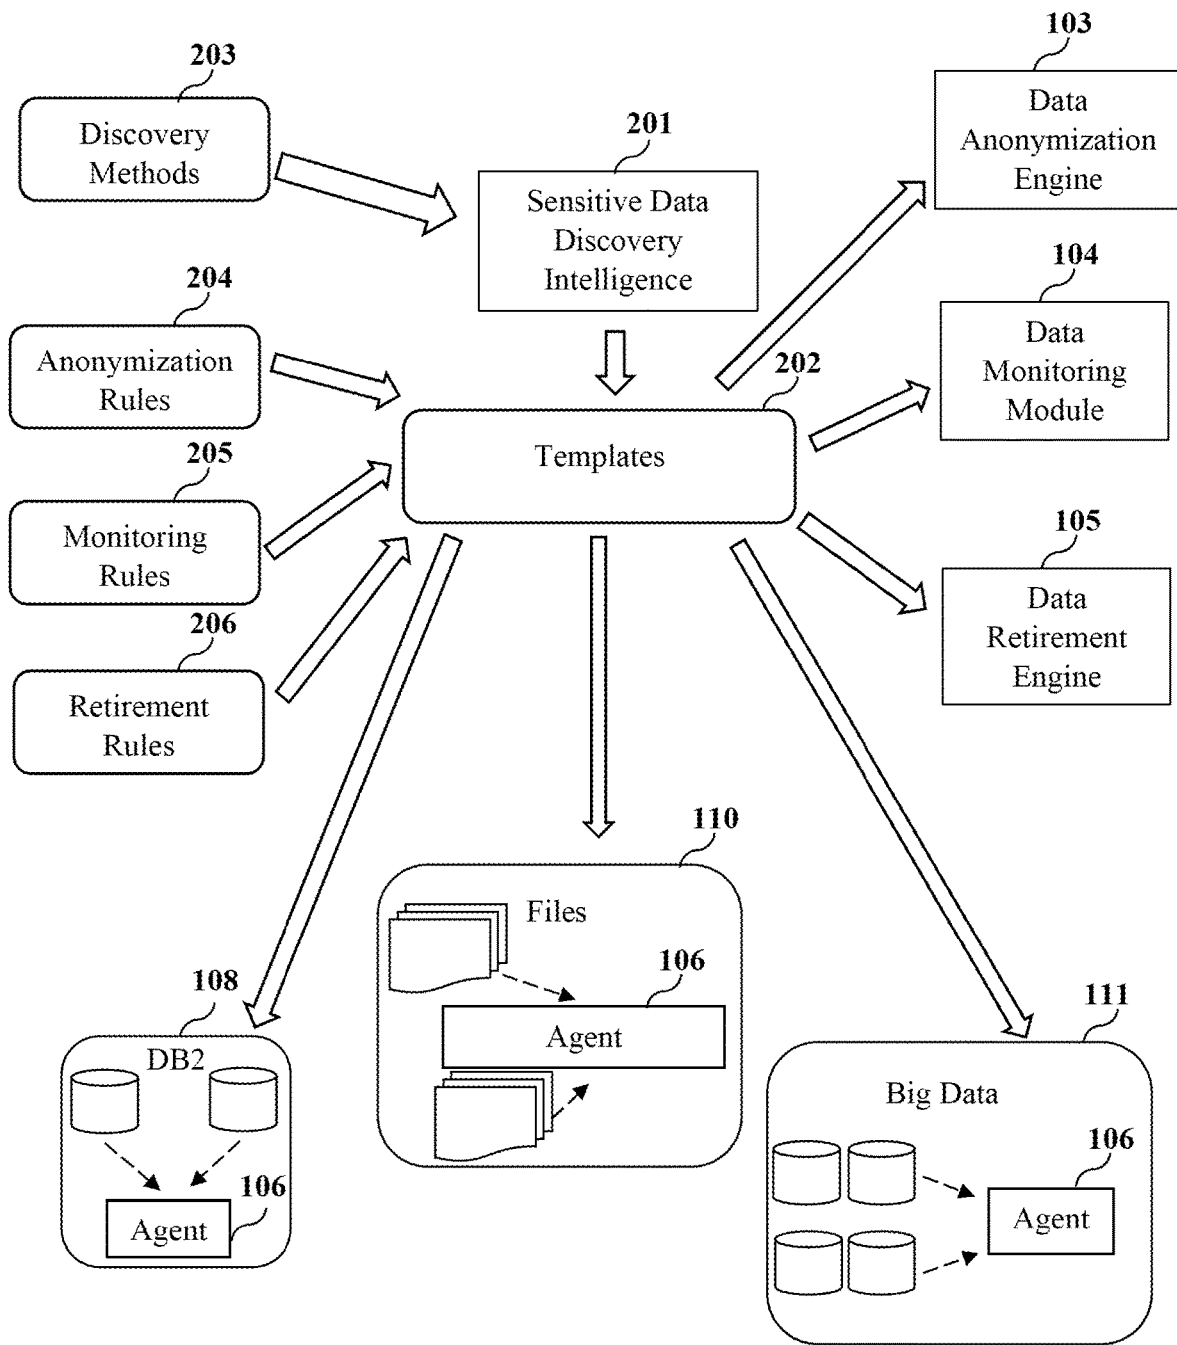 203
Discovery
Methods
201
Sensitive Data
Discovery
Intelligence
103
Data
Anonymization
Engine
204
Anonymization
Rules
104
Data
Monitoring
Module
202
Templates
205
Monitoring
Rules
105
Data
Retirement
Engine
206
Retirement
Rules
110
Files
106
Agent
108
DB2
106
Agent
111
Big Data
106
Agent